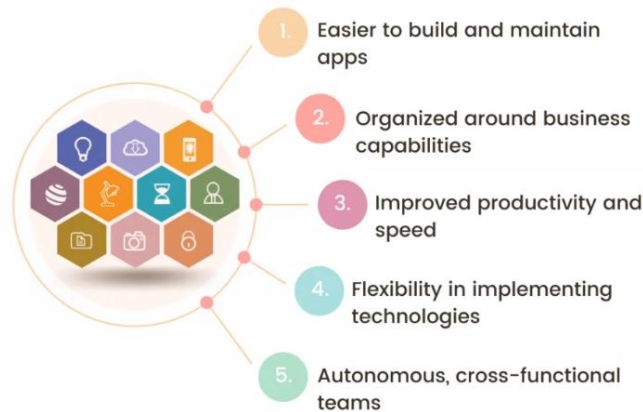 1. Easier to build and maintain
apps
2. Organized around business
capabilities
3. Improved productivity and
speed
4. Flexibility in implementing
technologies
5. Autonomous, cross-functional
teams